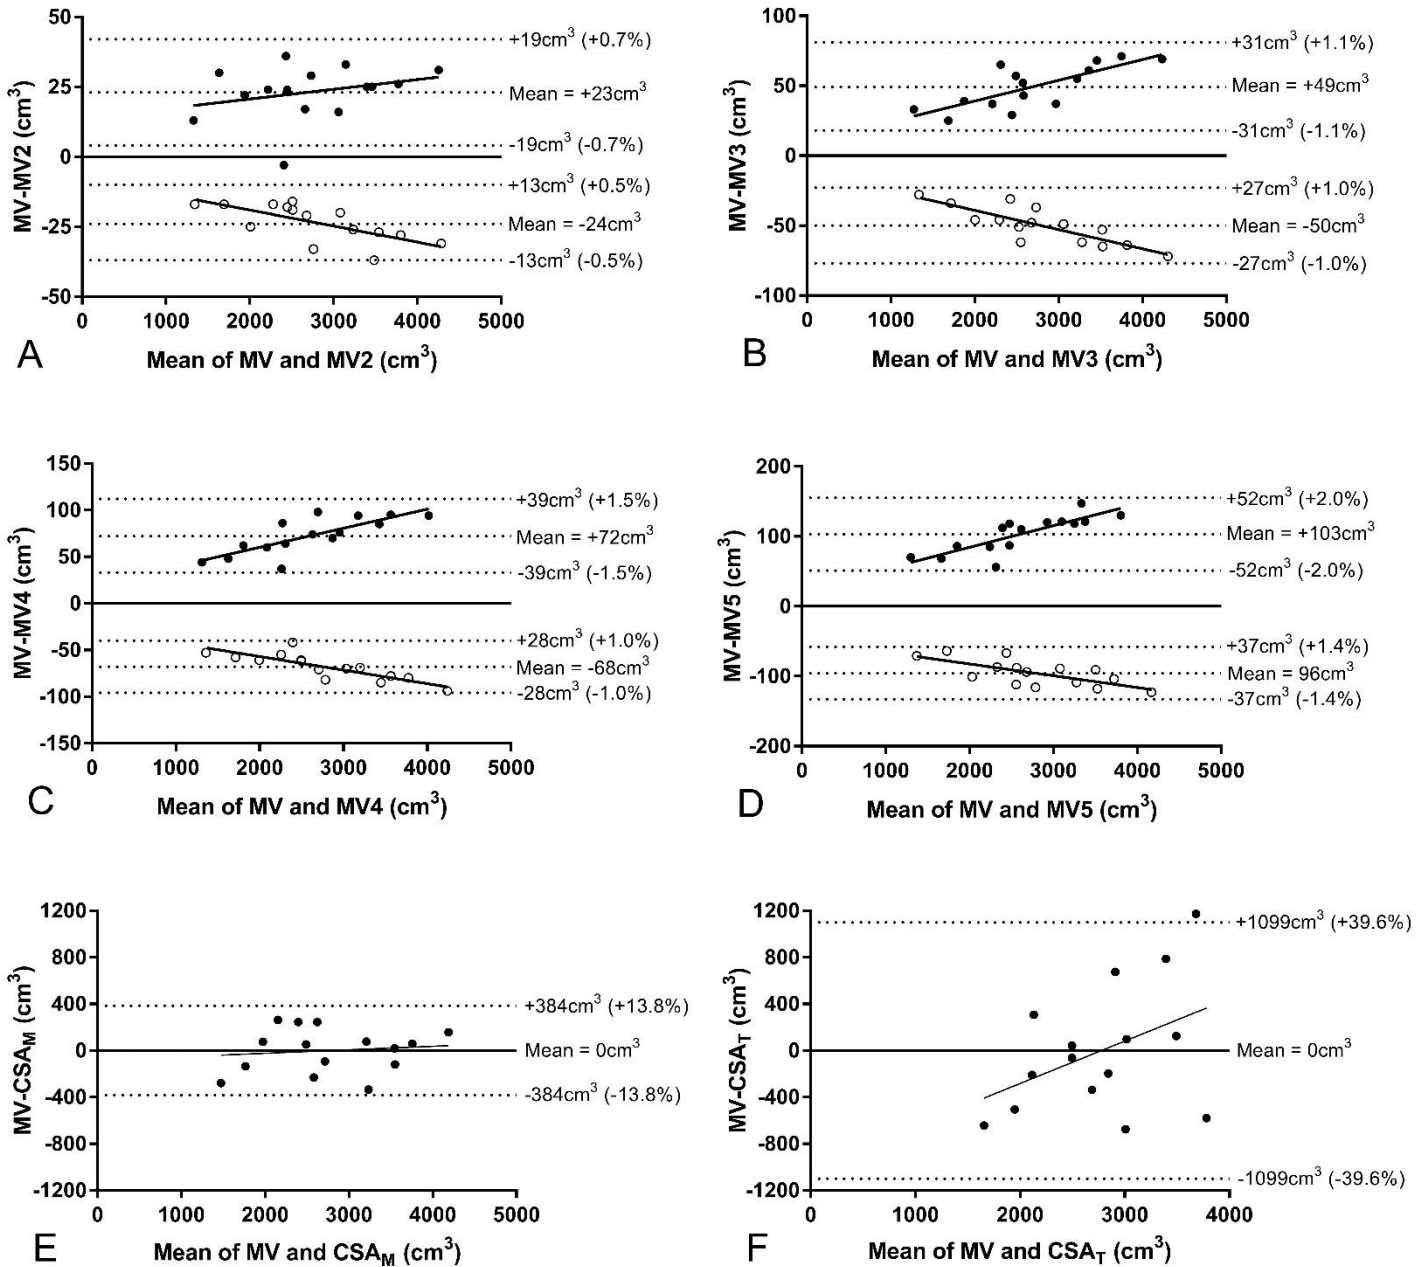 50
25
0
-25
-50
MV-MV2 (cm³)
+19cm³ (+0.7%)
Mean = +23cm³
-19cm³ (-0.7%)
+13cm³ (+0.5%)
Mean = -24cm³
-13cm³ (-0.5%)
0 1000 2000 3000 4000 5000
Mean of MV and MV2 (cm³)
A
100
50
0
-50
-100
MV-MV3 (cm³)
+31cm³ (+1.1%)
Mean = +49cm³
-31cm³ (-1.1%)
+27cm³ (+1.0%)
Mean = -50cm³
-27cm³ (-1.0%)
0 1000 2000 3000 4000 5000
Mean of MV and MV3 (cm³)
B
150
100
50
0
-50
-100
-150
MV-MV4 (cm³)
+39cm³ (+1.5%)
Mean = +72cm³
-39cm³ (-1.5%)
+28cm³ (+1.0%)
Mean = -68cm³
-28cm³ (-1.0%)
0 1000 2000 3000 4000 5000
Mean of MV and MV4 (cm³)
C
200
100
0
-100
-200
MV-MV5 (cm³)
+52cm³ (+2.0%)
Mean = +103cm³
-52cm³ (-2.0%)
+37cm³ (+1.4%)
Mean = 96cm³
-37cm³ (-1.4%)
0 1000 2000 3000 4000 5000
Mean of MV and MV5 (cm³)
D
1200
800
400
0
-400
-800
-1200
MV-CSA_M (cm³)
+384cm³ (+13.8%)
Mean = 0cm³
-384cm³ (-13.8%)
0 1000 2000 3000 4000 5000
Mean of MV and CSA_M (cm³)
E
1200
800
400
0
-400
-800
-1200
MV-CSA_T (cm³)
+1099cm³ (+39.6%)
Mean = 0cm³
-1099cm³ (-39.6%)
0 1000 2000 3000 4000
Mean of MV and CSA_T (cm³)
F